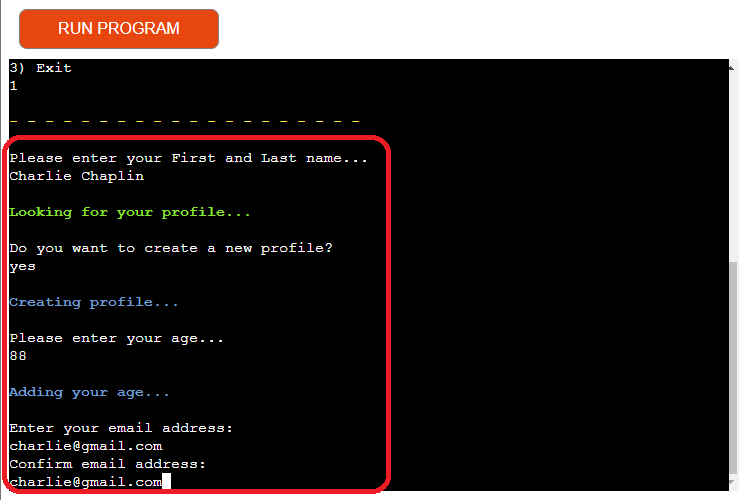 RUN PROGRAM
3) Exit
1
- - - - - - - - - - - - - - - - - - - - -
Please enter your First and Last name...
Charlie Chaplin
Looking for your profile...
Do you want to create a new profile?
yes
Creating profile...
Please enter your age...
88
Adding your age...
Enter your email address:
charlie@gmail.com
Confirm email address:
charlie@gmail.com